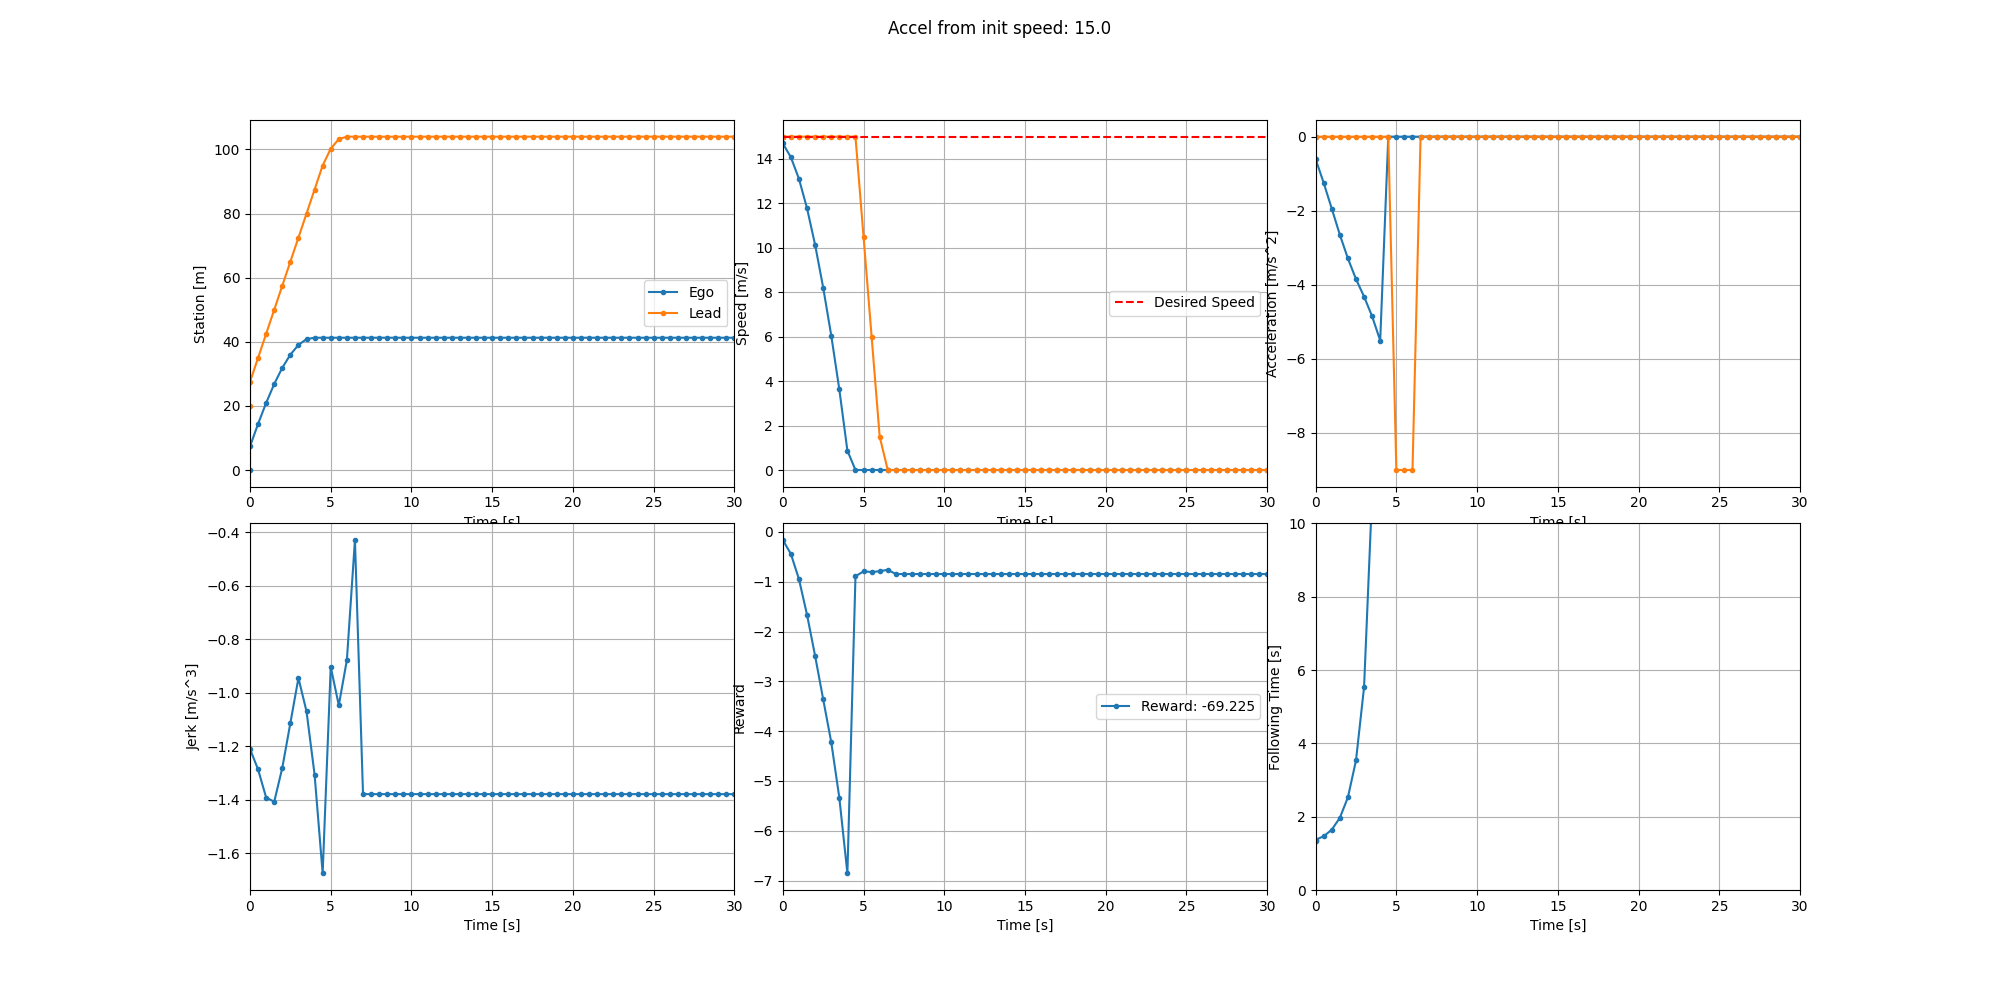 Accel from init speed: 15.0
Station [m]
100
80
60
40
20
0
Ego
Lead
0 5 10 15 20 25 30
Time [s]
Speed [m/s]
14
12
10
8
6
4
2
0
Desired Speed
0 5 10 15 20 25 30
Time [s]
Acceleration [m/s^2]
0
−2
−4
−6
−8
0 5 10 15 20 25 30
Time [s]
Jerk [m/s^3]
−0.4
−0.6
−0.8
−1.0
−1.2
−1.4
−1.6
0 5 10 15 20 25 30
Time [s]
Reward
0
−1
−2
−3
−4
−5
−6
−7
Reward: -69.225
0 5 10 15 20 25 30
Time [s]
Following Time [s]
10
8
6
4
2
0
0 5 10 15 20 25 30
Time [s]